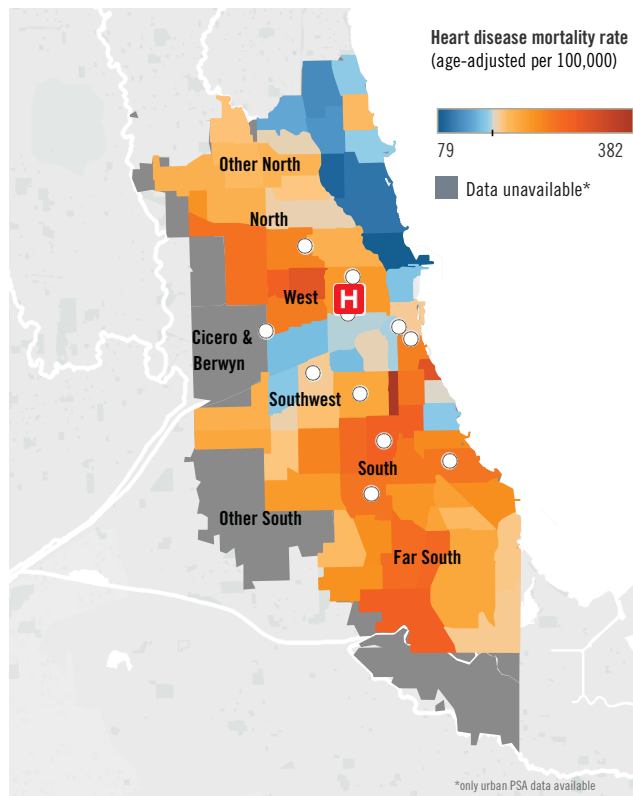 Heart disease mortality rate
(age-adjusted per 100,000)
79 382
Data unavailable*
Other North
North
West
H
Cicero &
Berwyn
Southwest
South
Other South
Far South
*only urban PSA data available